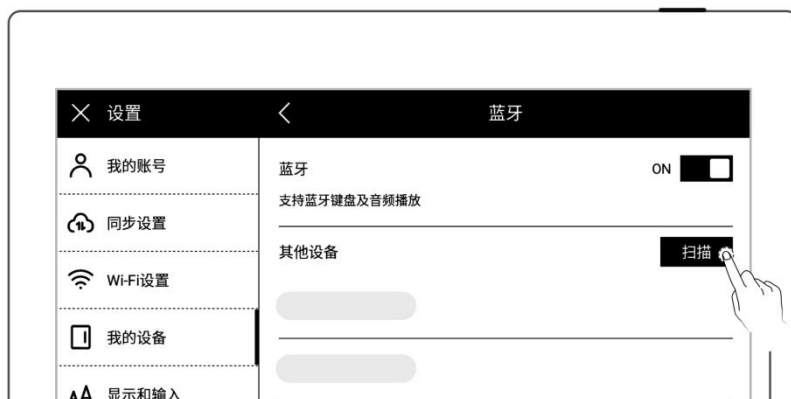 设置
蓝牙
我的账号
同步设置
Wi-Fi设置
我的设备
显示和输入
蓝牙 ON
支持蓝牙键盘及音频播放
其他设备 扫描